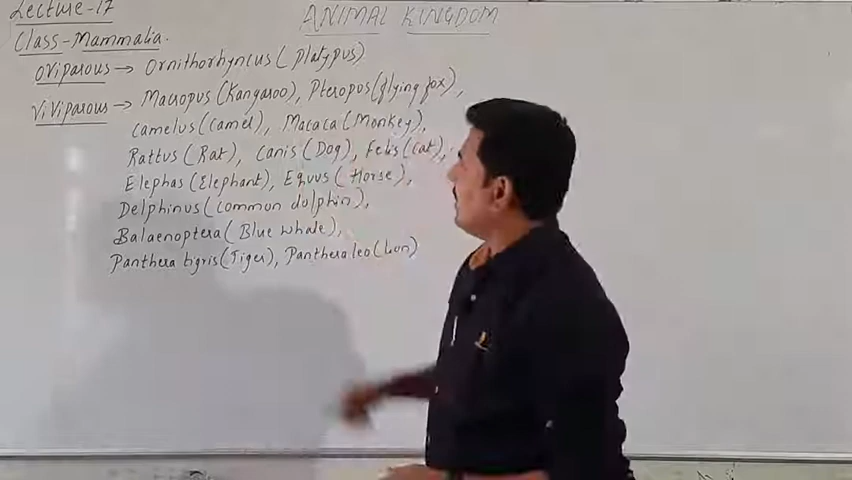 Lecture-17
ANIMAL KINGDOM
Class-Mammalia.
Oviparous → Ornithorhyncus (Platypus)
Viviparous → Macropus (Kangaroo), Pteropus (flying fox),
Camelus (Camel), Macaca (Monkey),
Rattus (Rat), Canis (Dog), Felis (Cat),
Elephas (Elephant), Equus (Horse),
Delphinus (Common dolphin),
Balaenoptera (Blue whale),
Panthera tigris (Tiger), Panthera leo (Lion)